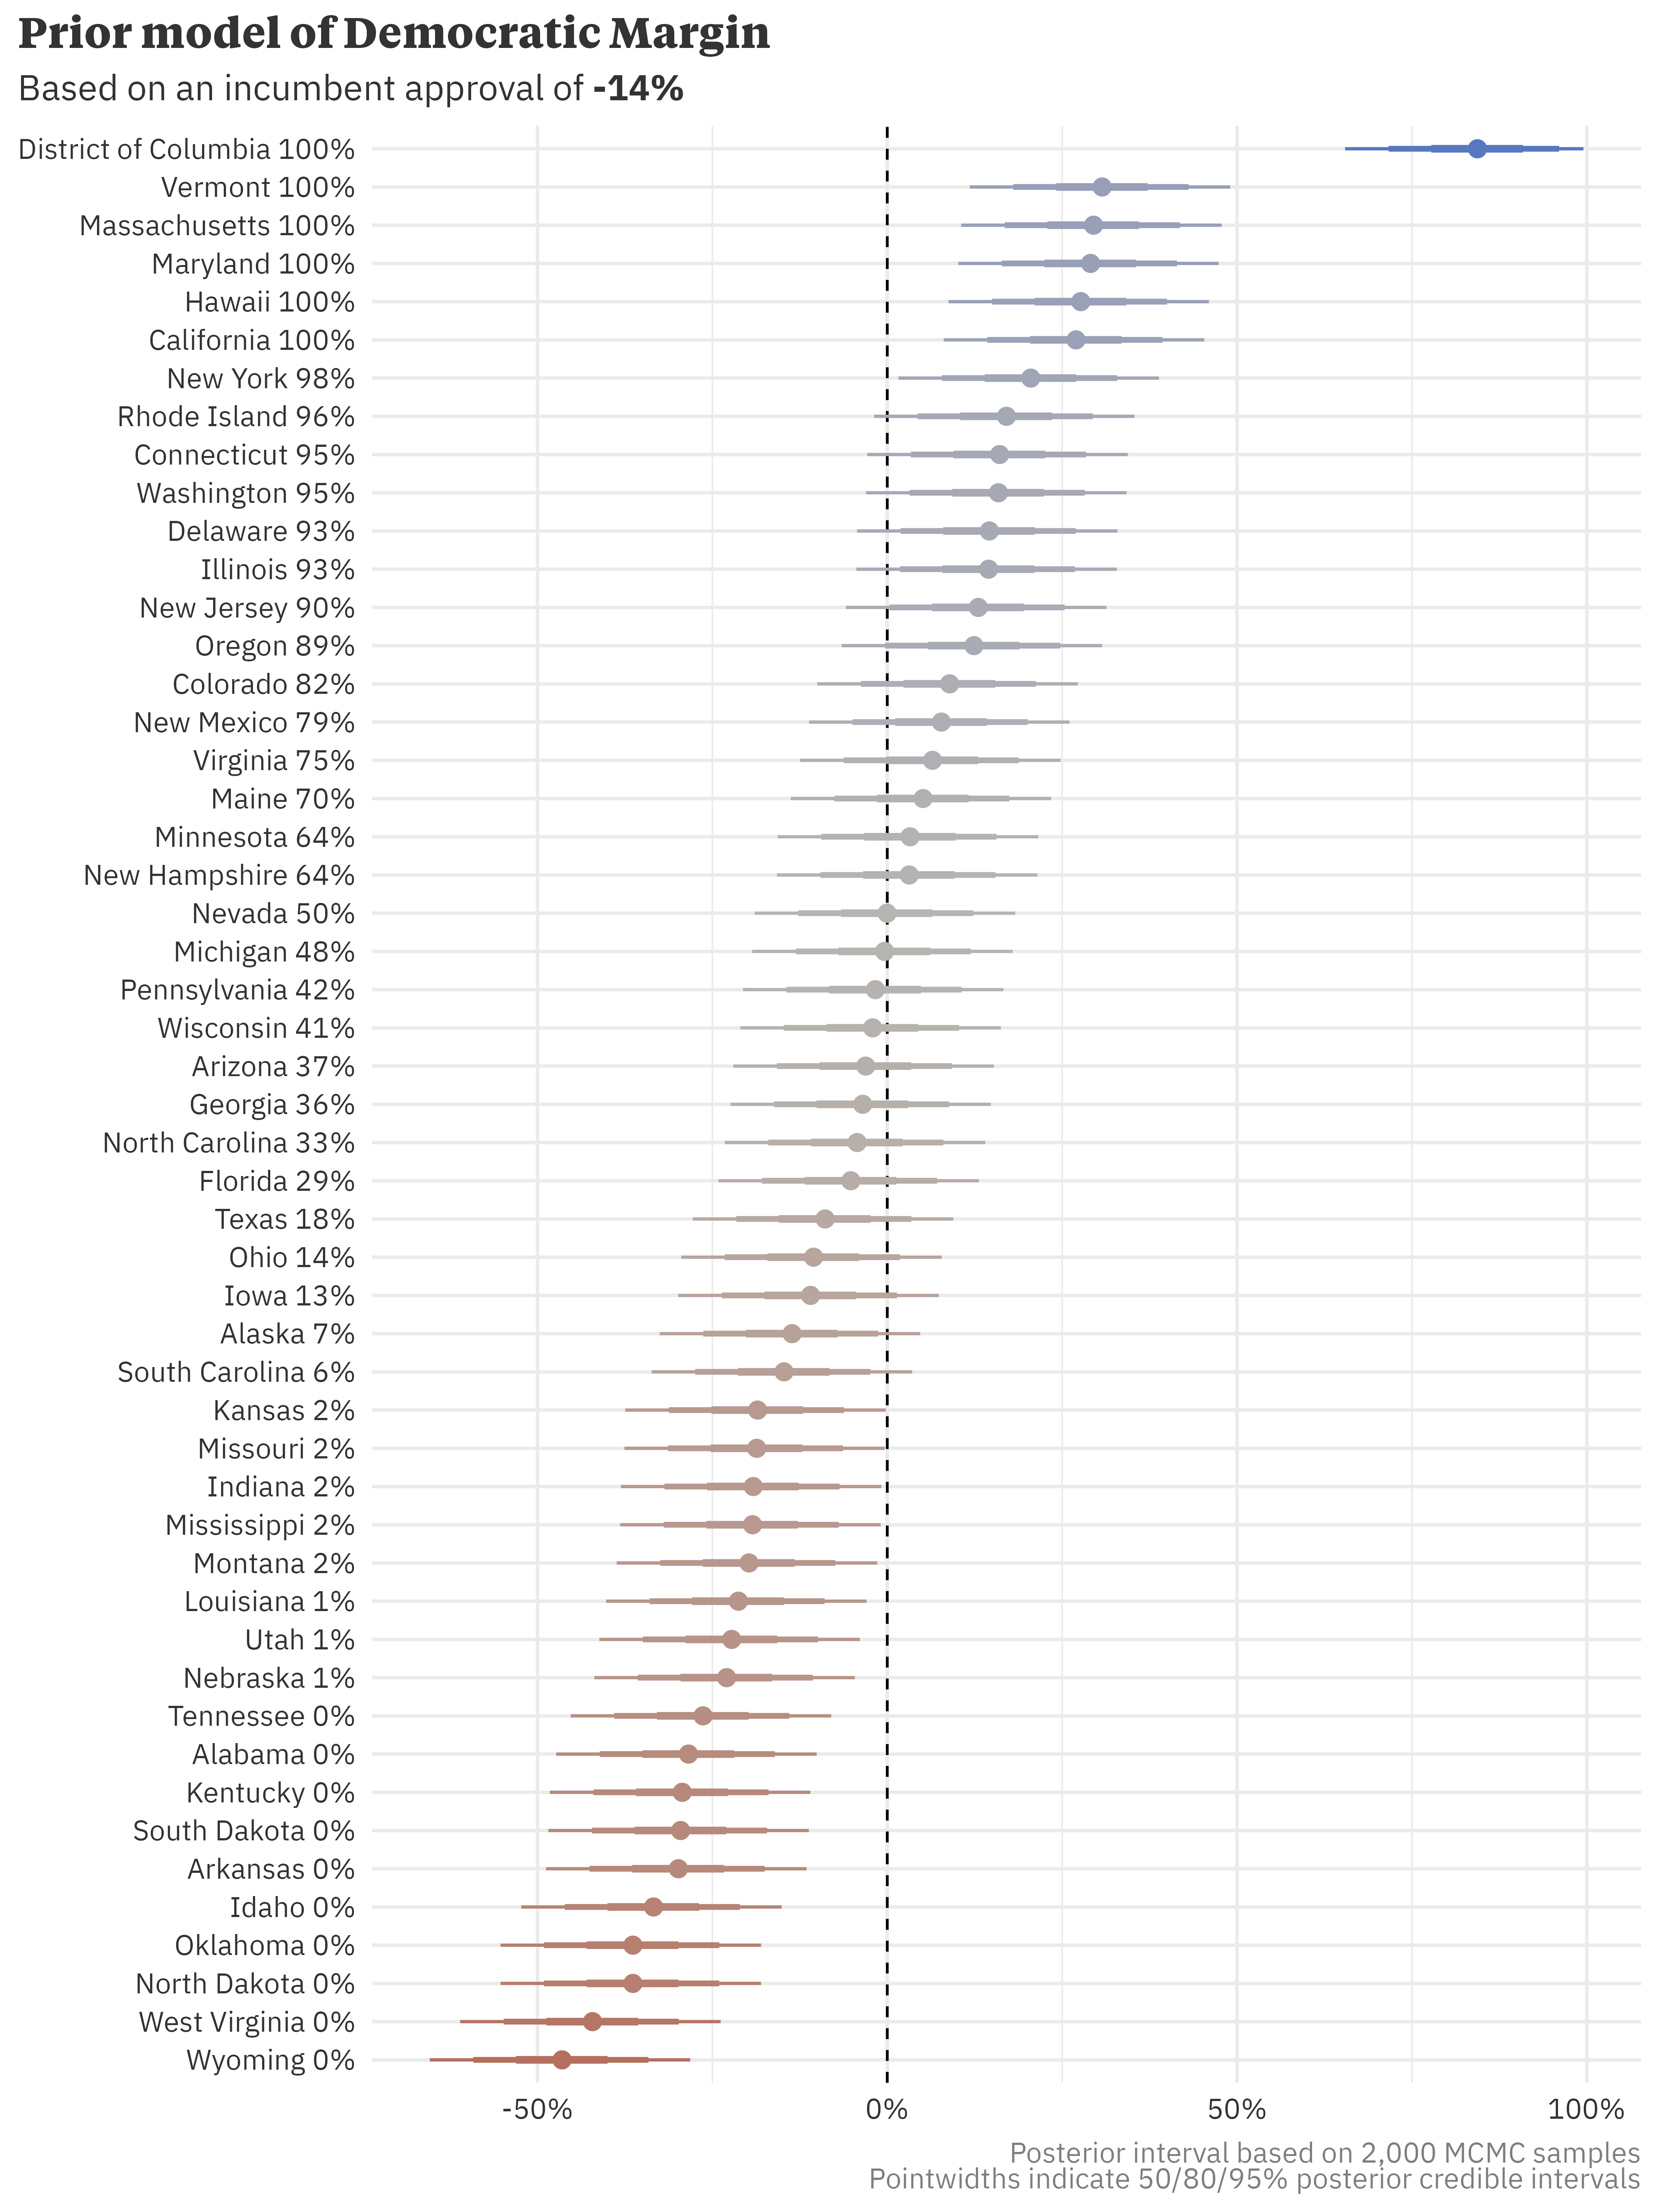 Prior model of Democratic Margin
Based on an incumbent approval of -14%
District of Columbia 100%
Vermont 100%
Massachusetts 100%
Maryland 100%
Hawaii 100%
California 100%
New York 98%
Rhode Island 96%
Connecticut 95%
Washington 95%
Delaware 93%
Illinois 93%
New Jersey 90%
Oregon 89%
Colorado 82%
New Mexico 79%
Virginia 75%
Maine 70%
Minnesota 64%
New Hampshire 64%
Nevada 50%
Michigan 48%
Pennsylvania 42%
Wisconsin 41%
Arizona 37%
Georgia 36%
North Carolina 33%
Florida 29%
Texas 18%
Ohio 14%
Iowa 13%
Alaska 7%
South Carolina 6%
Kansas 2%
Missouri 2%
Indiana 2%
Mississippi 2%
Montana 2%
Louisiana 1%
Utah 1%
Nebraska 1%
Tennessee 0%
Alabama 0%
Kentucky 0%
South Dakota 0%
Arkansas 0%
Idaho 0%
Oklahoma 0%
North Dakota 0%
West Virginia 0%
Wyoming 0%
-50% 0% 50% 100%
Posterior interval based on 2,000 MCMC samples
Pointwidths indicate 50/80/95% posterior credible intervals